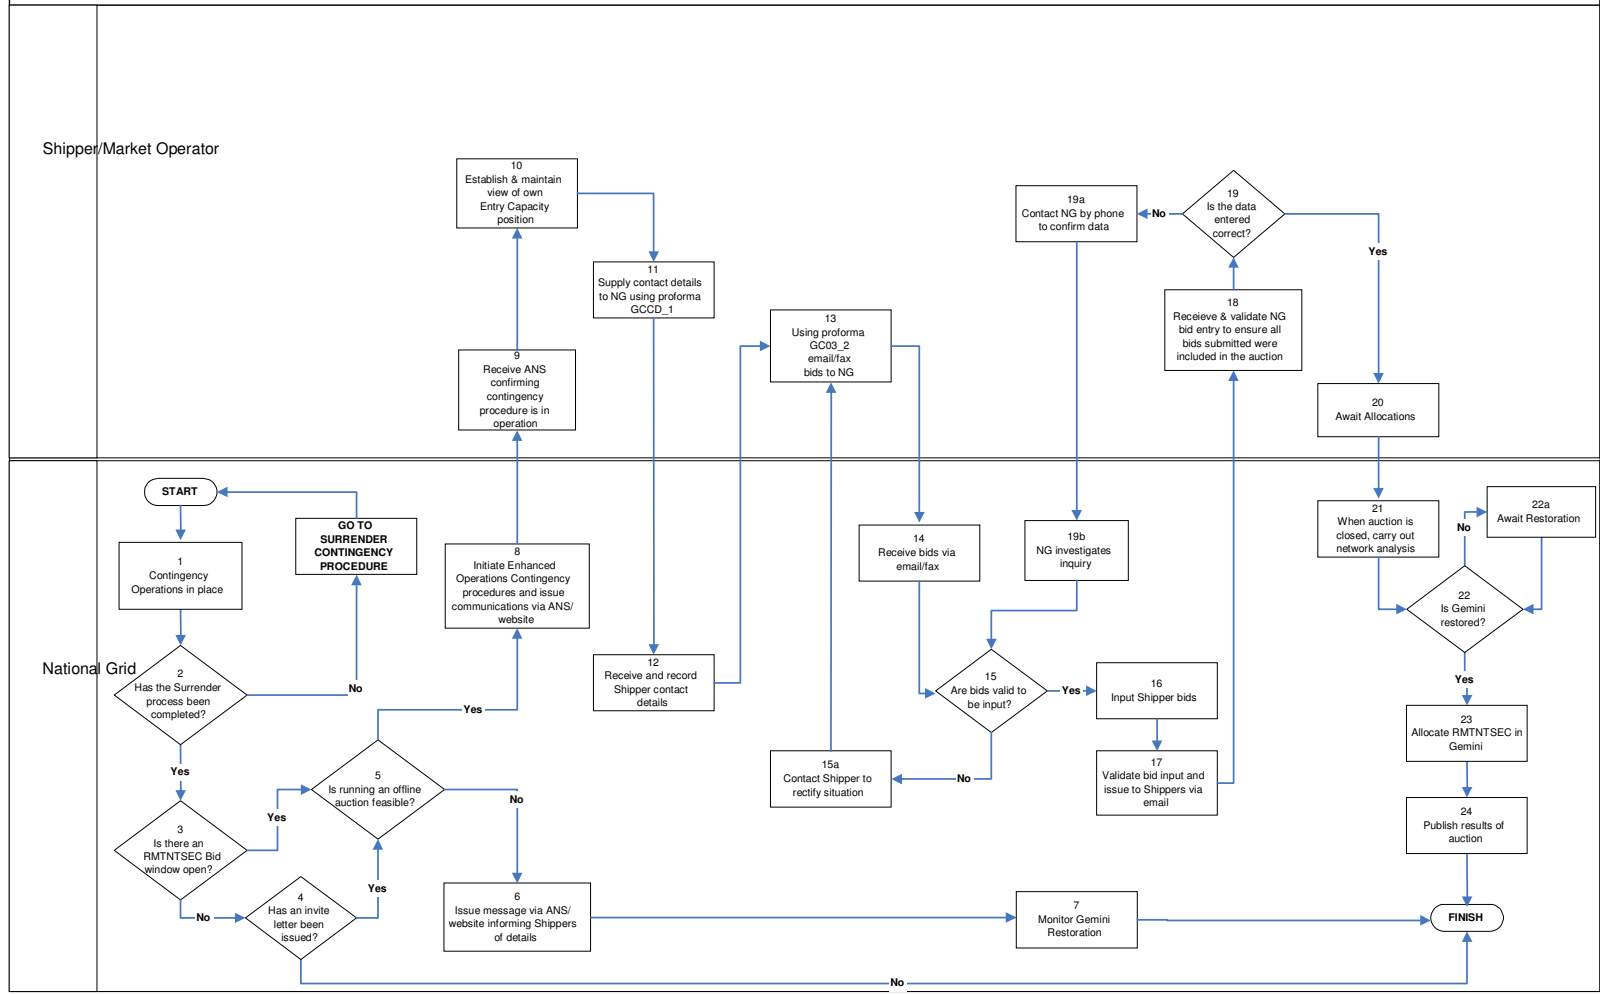 Shipper/Market Operator
10
Establish & maintain
view of own
Entry Capacity
position
11
Supply contact details
to NG using proforma
GCCD_1
9
Receive ANS
confirming
contingency
procedure is in
operation
13
Using proforma
GC03_2
email/fax
bids to NG
19a
Contact NG by phone
to confirm data
No
19
Is the data
entered
correct?
Yes
18
Receieve & validate NG
bid entry to ensure all
bids submitted were
included in the auction
20
Await Allocations
National Grid
START
GO TO
SURRENDER
CONTINGENCY
PROCEDURE
1
Contingency
Operations in place
2
Has the Surrender
process been
completed?
No
Yes
3
Is there an
RMTNTSEC Bid
window open?
Yes
No
4
Has an invite
letter been
issued?
Yes
No
5
Is running an offline
auction feasible?
Yes
No
6
Issue message via ANS/
website informing Shippers
of details
7
Monitor Gemini
Restoration
8
Initiate Enhanced
Operations Contingency
procedures and issue
communications via ANS/
website
12
Receive and record
Shipper contact
details
14
Receive bids via
email/fax
19b
NG investigates
inquiry
15
Are bids valid to
be input?
Yes
No
15a
Contact Shipper to
rectify situation
16
Input Shipper bids
17
Validate bid input and
issue to Shippers via
email
21
When auction is
closed, carry out
network analysis
22a
Await Restoration
No
22
Is Gemini
restored?
Yes
23
Allocate RMTNTSEC in
Gemini
24
Publish results of
auction
FINISH